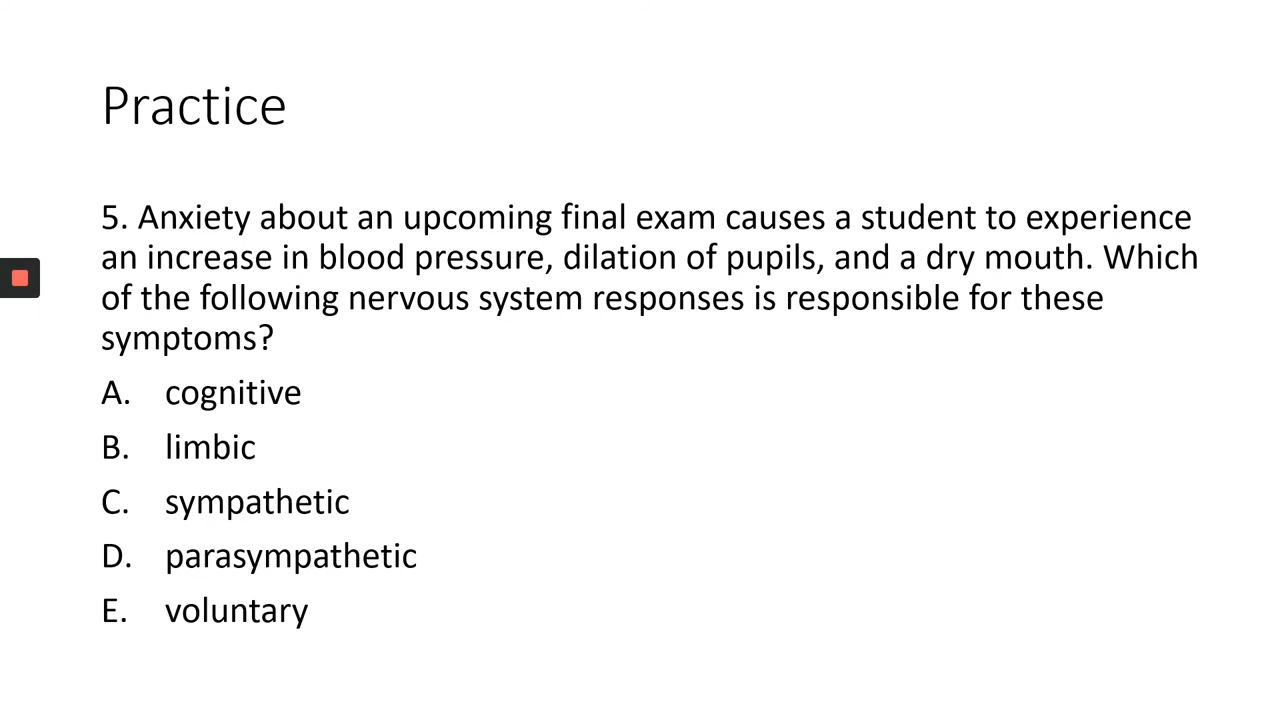 Practice
5. Anxiety about an upcoming final exam causes a student to experience
an increase in blood pressure, dilation of pupils, and a dry mouth. Which
of the following nervous system responses is responsible for these
symptoms?
A. cognitive
B. limbic
C. sympathetic
D. parasympathetic
E. voluntary